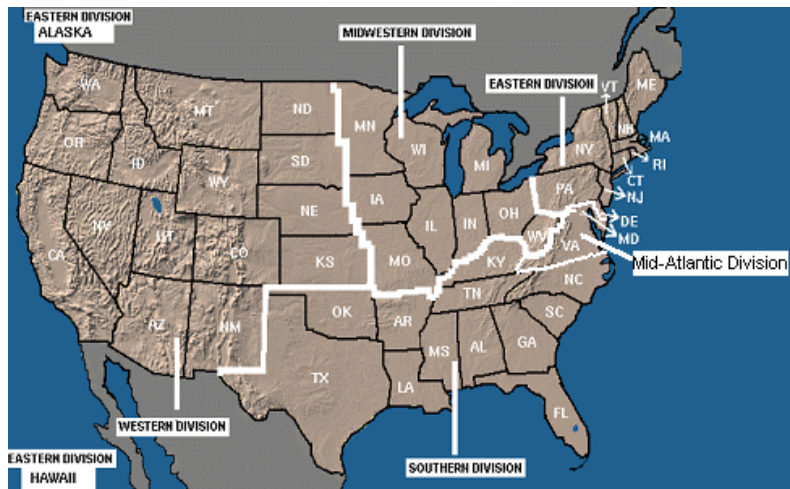 EASTERN DIVISION
ALASKA
MIDWESTERN DIVISION
EASTERN DIVISION
VT
ME
WA
MT
ND
MN
OR
ID
SD
WI
MI
NY
NH
MA
RI
WY
CT
PA
NJ
NE
IA
NV
UT
CO
IL
IN
OH
WV
DE
MD
CA
KS
MO
KY
VA
Mid-Atlantic Division
AZ
NM
OK
AR
TN
NC
SC
MS
AL
GA
TX
LA
FL
WESTERN DIVISION
SOUTHERN DIVISION
EASTERN DIVISION
HAWAII